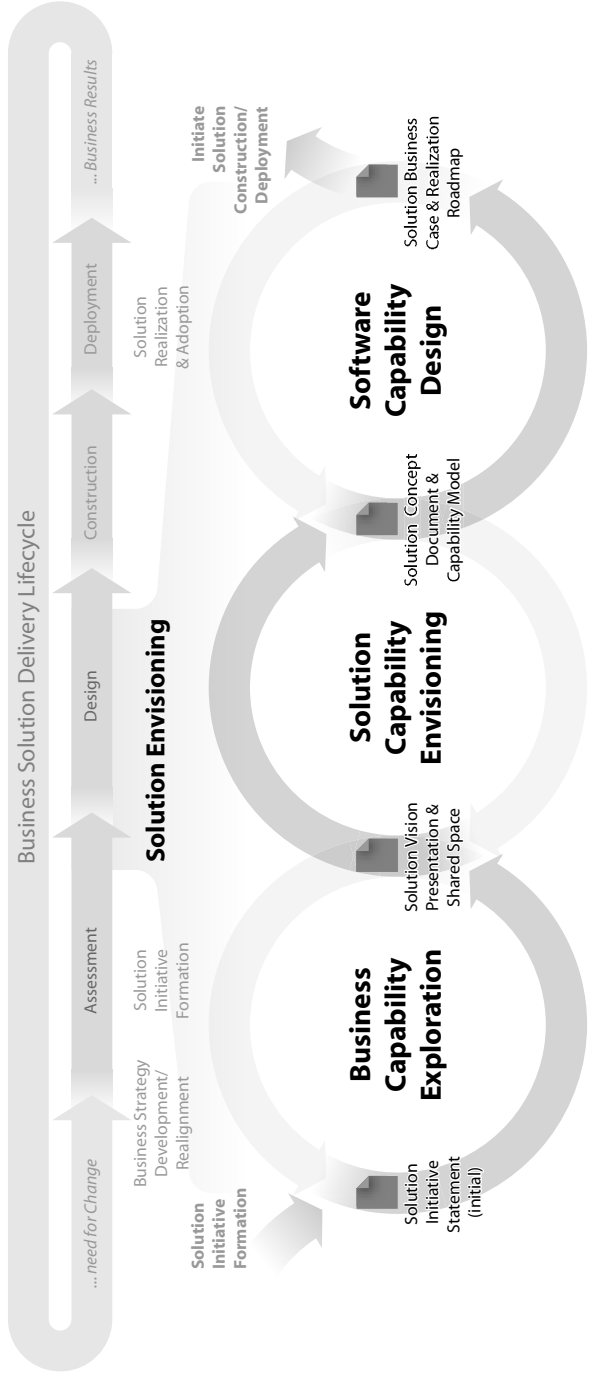 Business Solution Delivery Lifecycle
... need for Change
Assessment
Design
Construction
Deployment
... Business Results
Business Strategy
Development/
Realignment
Solution
Initiative
Formation
Solution Envisioning
Solution
Realization
& Adoption
Solution
Initiative
Formation
Initiate
Solution
Construction/
Deployment
Business
Capability
Exploration
Solution
Capability
Envisioning
Software
Capability
Design
Solution
Initiative
Statement
(initial)
Solution Vision
Presentation &
Shared Space
Solution Concept
Document &
Capability Model
Solution Business
Case & Realization
Roadmap